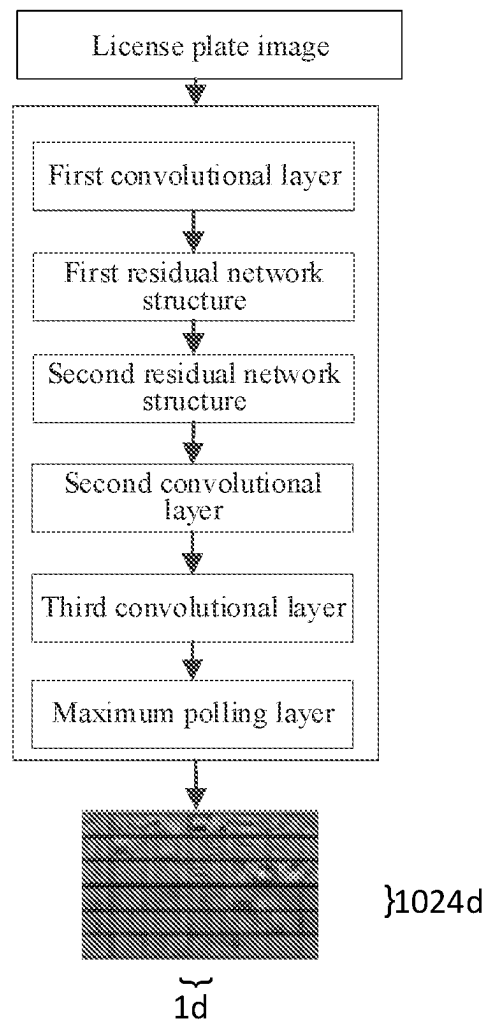 License plate image
First convolutional layer
First residual network
structure
Second residual network
structure
Second convolutional
layer
Third convolutional layer
Maximum polling layer
}1024d
1d